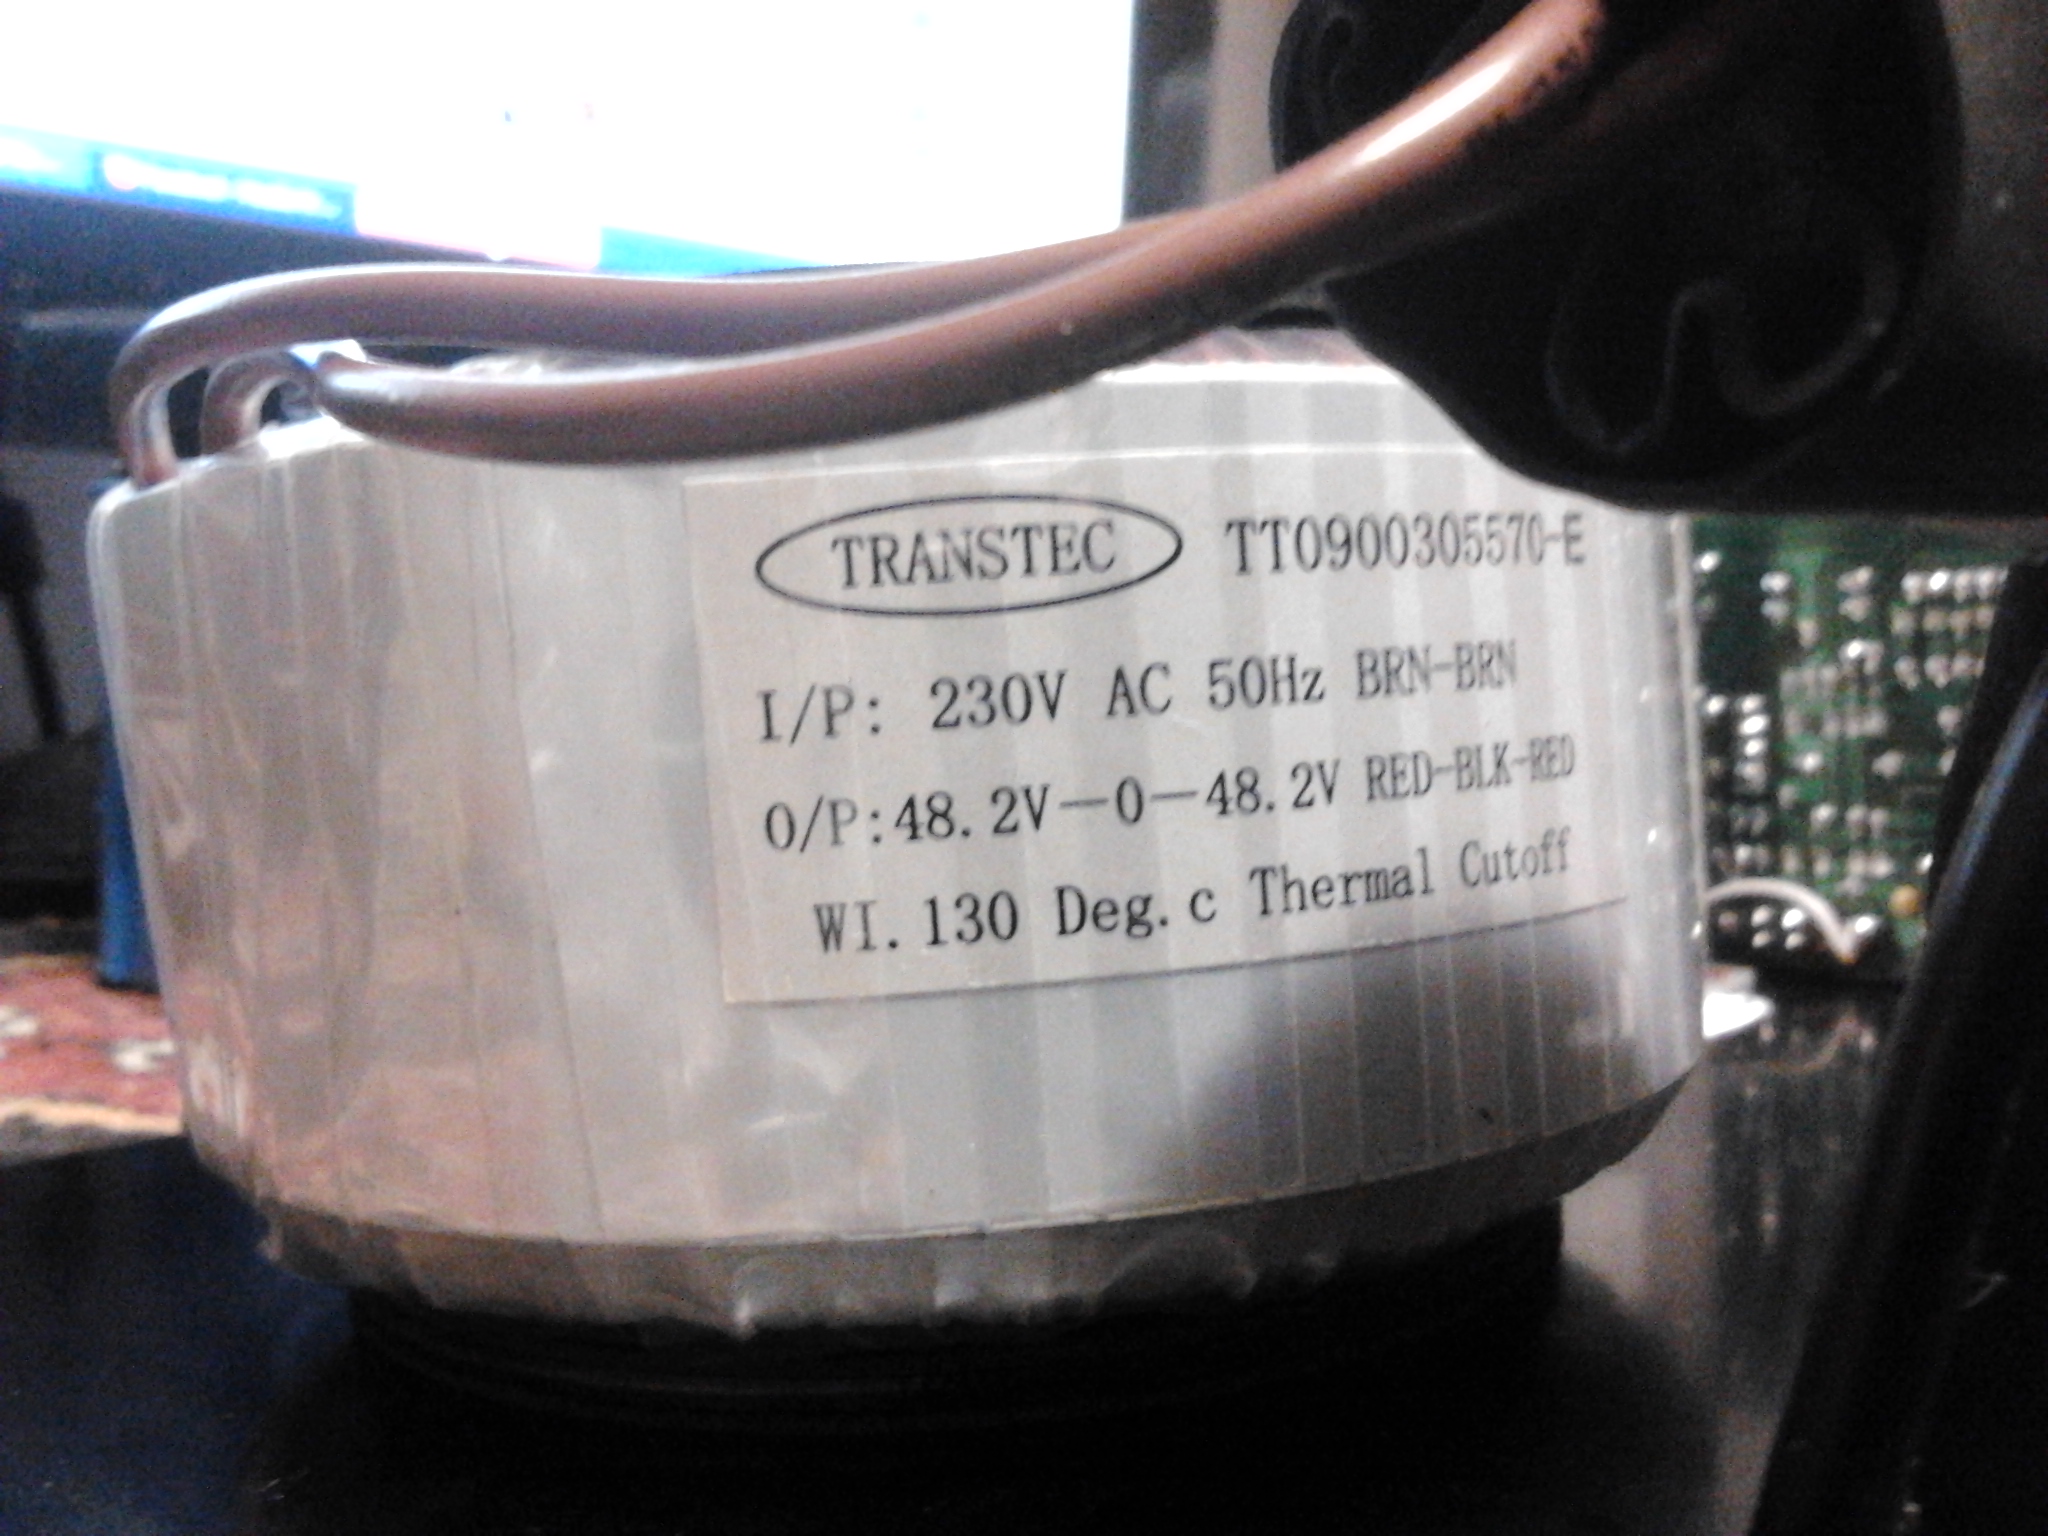 TRANSTEC TT0900305570-E
I/P: 230V AC 50Hz BRN-BRN
O/P:48.2V—0—48.2V RED-BLK-RED
WI.130 Deg.c Thermal Cutoff